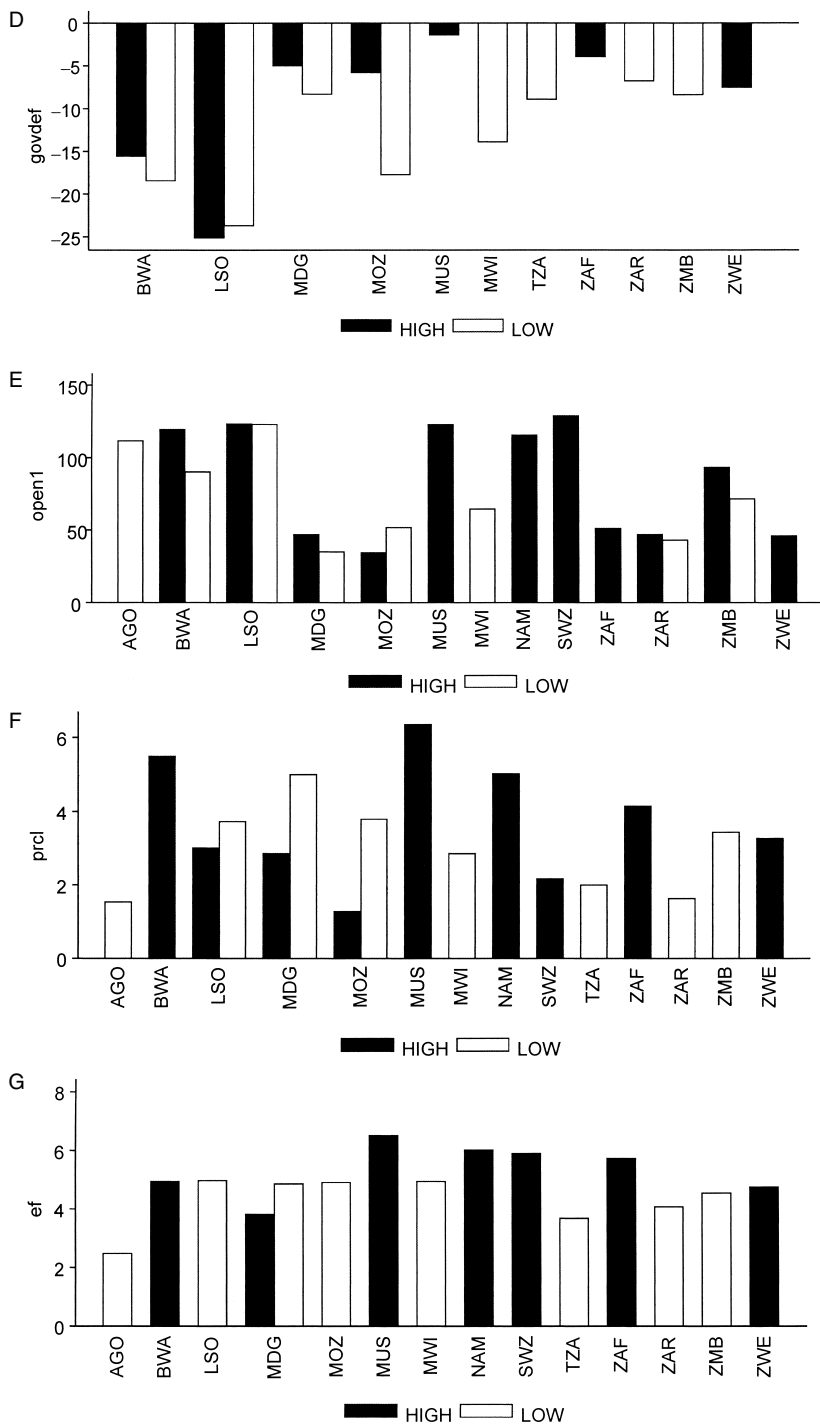 D
govdef
0
−5
−10
−15
−20
−25
BWA LSO MDG MOZ MUS MWI TZA ZAF ZAR ZMB ZWE
HIGH LOW
E
open1
150
100
50
0
AGO BWA LSO MDG MOZ MUS MWI NAM SWZ ZAF ZAR ZMB ZWE
HIGH LOW
F
prcl
6
4
2
0
AGO BWA LSO MDG MOZ MUS MWI NAM SWZ TZA ZAF ZAR ZMB ZWE
HIGH LOW
G
ef
8
6
4
2
0
AGO BWA LSO MDG MOZ MUS MWI NAM SWZ TZA ZAF ZAR ZMB ZWE
HIGH LOW